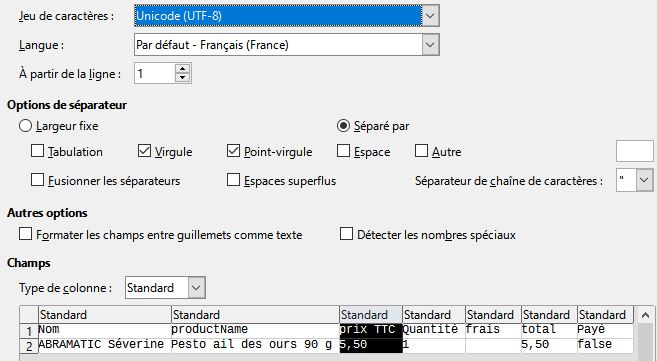 Jeu de caractères : Unicode (UTF-8)
Langue : Par défaut - Français (France)
À partir de la ligne : 1
Options de séparateur
Largeur fixe Séparé par
Tabulation Virgule Point-virgule Espace Autre
Fusionner les séparateurs Espaces superflus Séparateur de chaîne de caractères : "
Autres options
Formater les champs entre guillemets comme texte Détecter les nombres spéciaux
Champs
Type de colonne : Standard
Standard Standard Standard Standard Standard Standard Standard
1 Nom productName prix TTC Quantité frais total Payé
2 ABRAMATIC Séverine Pesto ail des ours 90 g 5,50 1 5,50 false